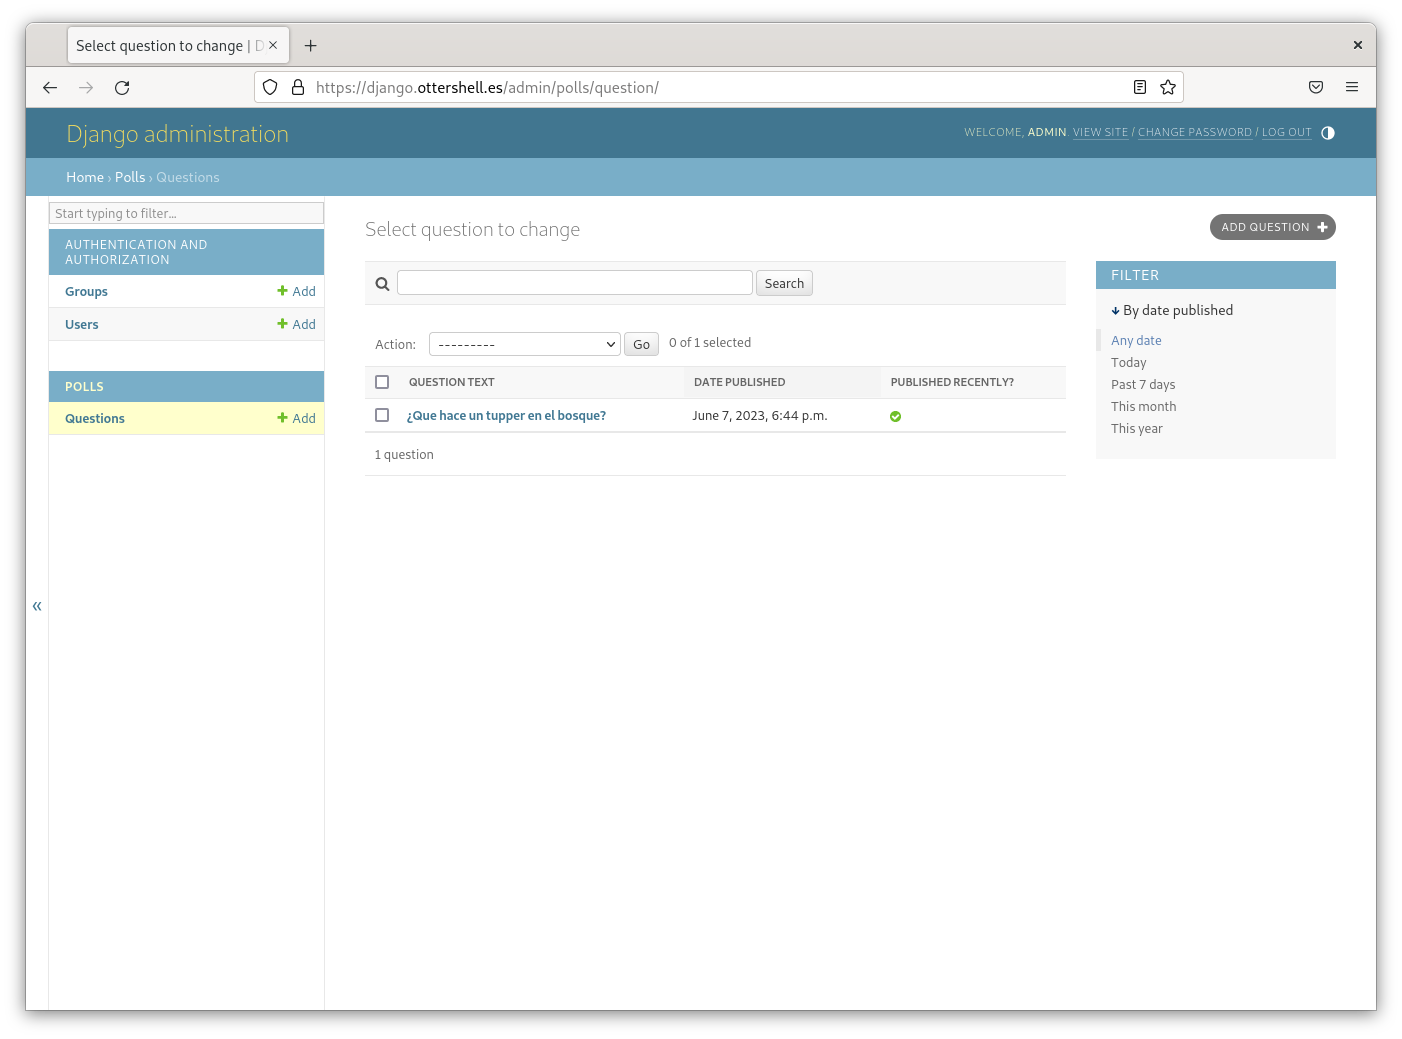 Select question to change | D
https://django.ottershell.es/admin/polls/question/
Django administration
WELCOME, ADMIN. VIEW SITE / CHANGE PASSWORD / LOG OUT
Home › Polls › Questions
Start typing to filter...
AUTHENTICATION AND
AUTHORIZATION
Groups Add
Users Add
POLLS
Questions Add
«
Select question to change
ADD QUESTION
Search
Action: --------- Go 0 of 1 selected
QUESTION TEXT DATE PUBLISHED PUBLISHED RECENTLY?
¿Que hace un tupper en el bosque? June 7, 2023, 6:44 p.m.
1 question
FILTER
By date published
Any date
Today
Past 7 days
This month
This year